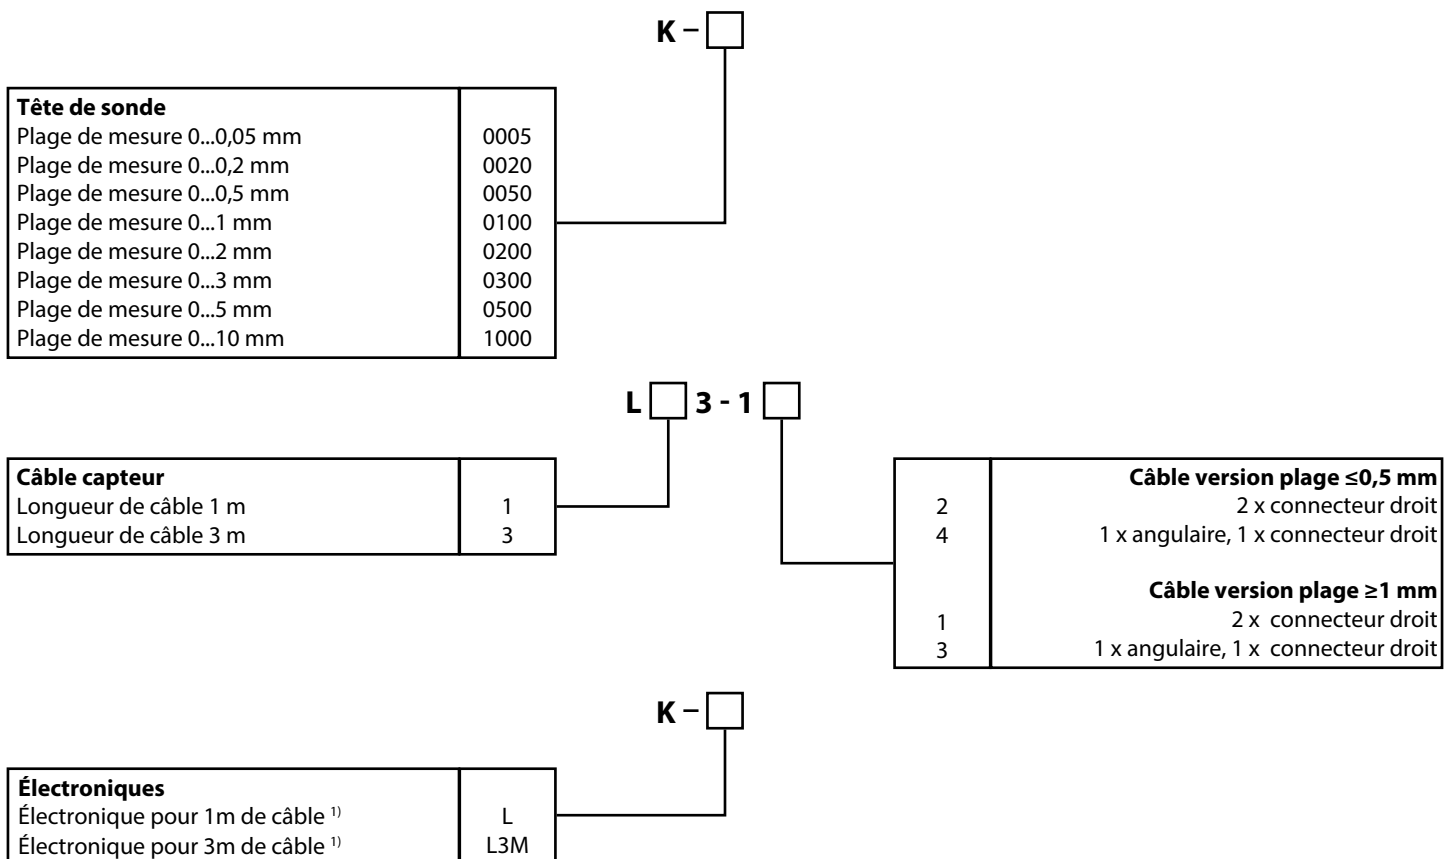 K –
Tête de sonde
Plage de mesure 0...0,05 mm 0005
Plage de mesure 0...0,2 mm 0020
Plage de mesure 0...0,5 mm 0050
Plage de mesure 0...1 mm 0100
Plage de mesure 0...2 mm 0200
Plage de mesure 0...3 mm 0300
Plage de mesure 0...5 mm 0500
Plage de mesure 0...10 mm 1000
L 3 - 1
Câble capteur
Longueur de câble 1 m 1
Longueur de câble 3 m 3
Câble version plage ≤0,5 mm
2 2 x connecteur droit
4 1 x angulaire, 1 x connecteur droit
Câble version plage ≥1 mm
1 2 x connecteur droit
3 1 x angulaire, 1 x connecteur droit
K –
Électroniques
Électronique pour 1m de câble 1) L
Électronique pour 3m de câble 1) L3M